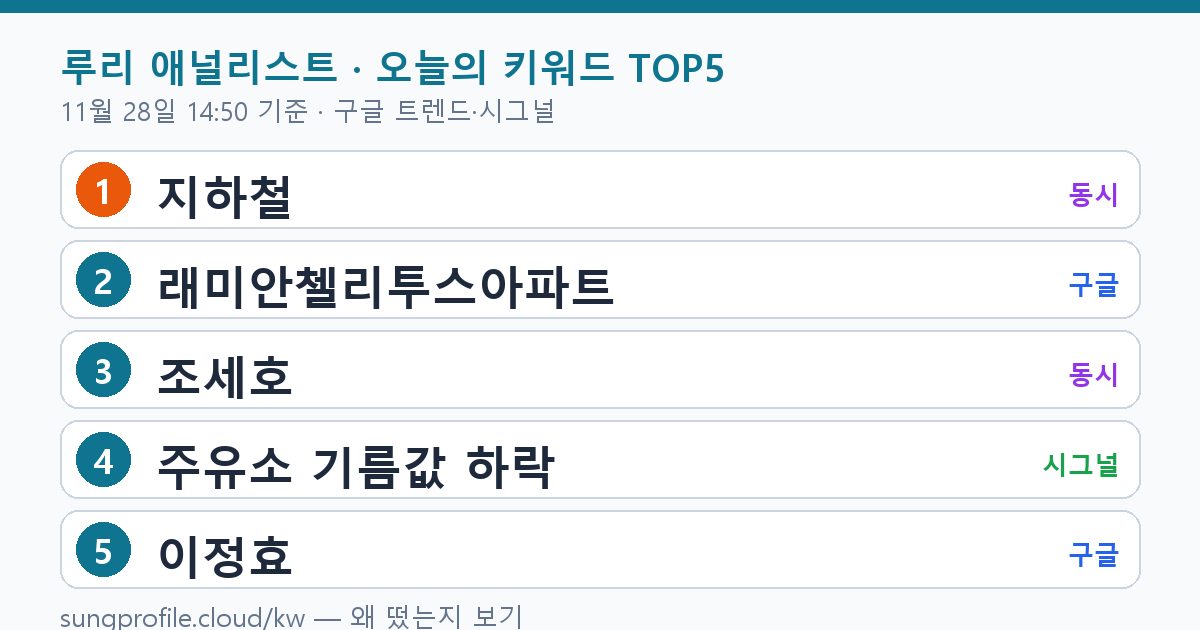 루리 애널리스트 · 오늘의 키워드 TOP5
11월 28일 14:50 기준 · 구글 트렌드·시그널
1 지하철 동시
2 래미안첼리투스아파트 구글
3 조세호 동시
4 주유소 기름값 하락 시그널
5 이정효 구글
sungprofile.cloud/kw — 왜 떴는지 보기